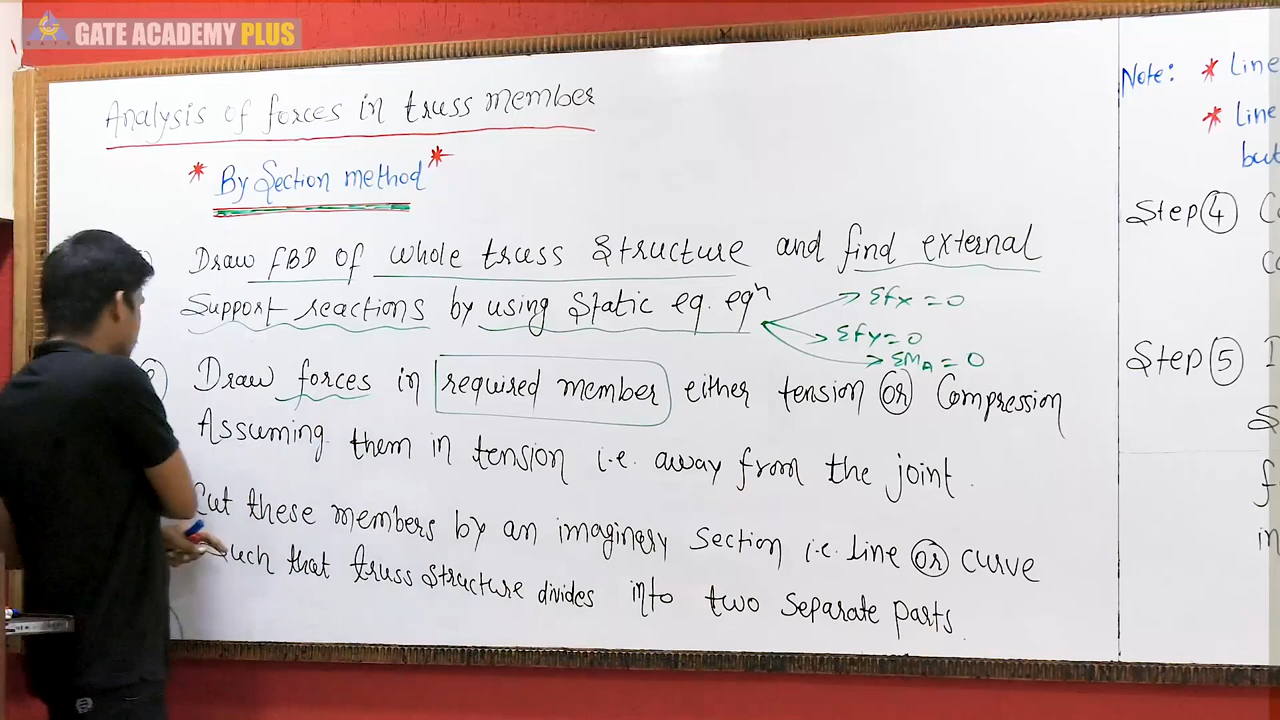 GATE ACADEMY PLUS
Analysis of forces in truss member
* By Section method *
Draw FBD of whole truss Structure and find external
Support reactions by using Static eq. eqⁿ
Σfx = 0
Σfy = 0
ΣM_A = 0
Draw forces in required member either tension or Compression
Assuming them in tension i.e. away from the joint.
Cut these members by an imaginary Section i.e. line or curve
Such that truss structure divides into two separate parts.
Note: * Line
* Line
but
Step 4
Step 5